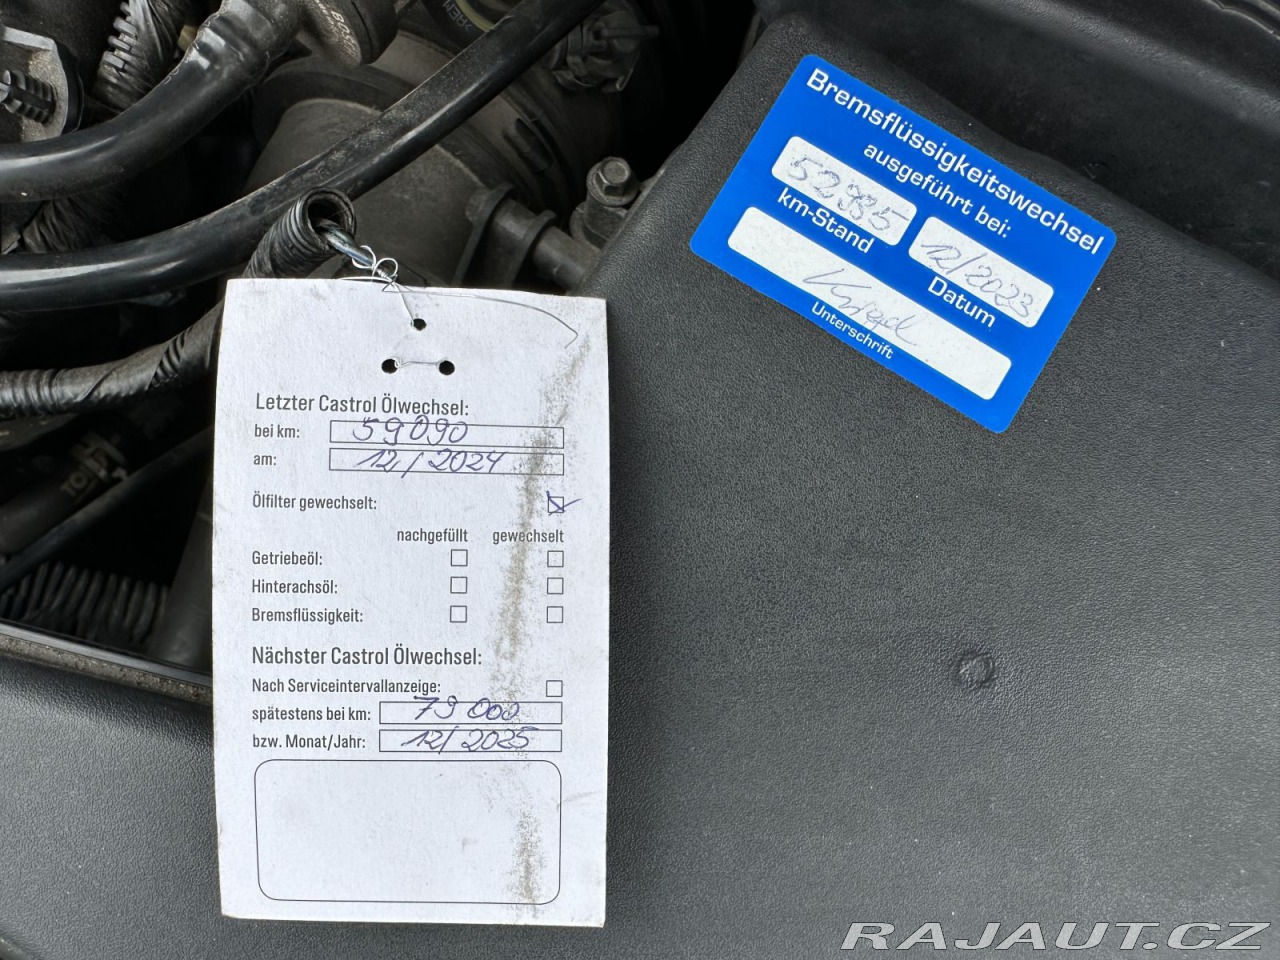 Bremsflüssigkeitswechsel
ausgeführt bei:
52935 12/2023
km-Stand Datum
Unterschrift
Letzter Castrol Ölwechsel:
bei km: 59090
am: 12/2024
Ölfilter gewechselt:
nachgefüllt gewechselt
Getriebeöl:
Hinterachsöl:
Bremsflüssigkeit:
Nächster Castrol Ölwechsel:
Nach Serviceintervallanzeige:
spätestens bei km: 79000
bzw. Monat/Jahr: 12/2025
RAJAUT.CZ